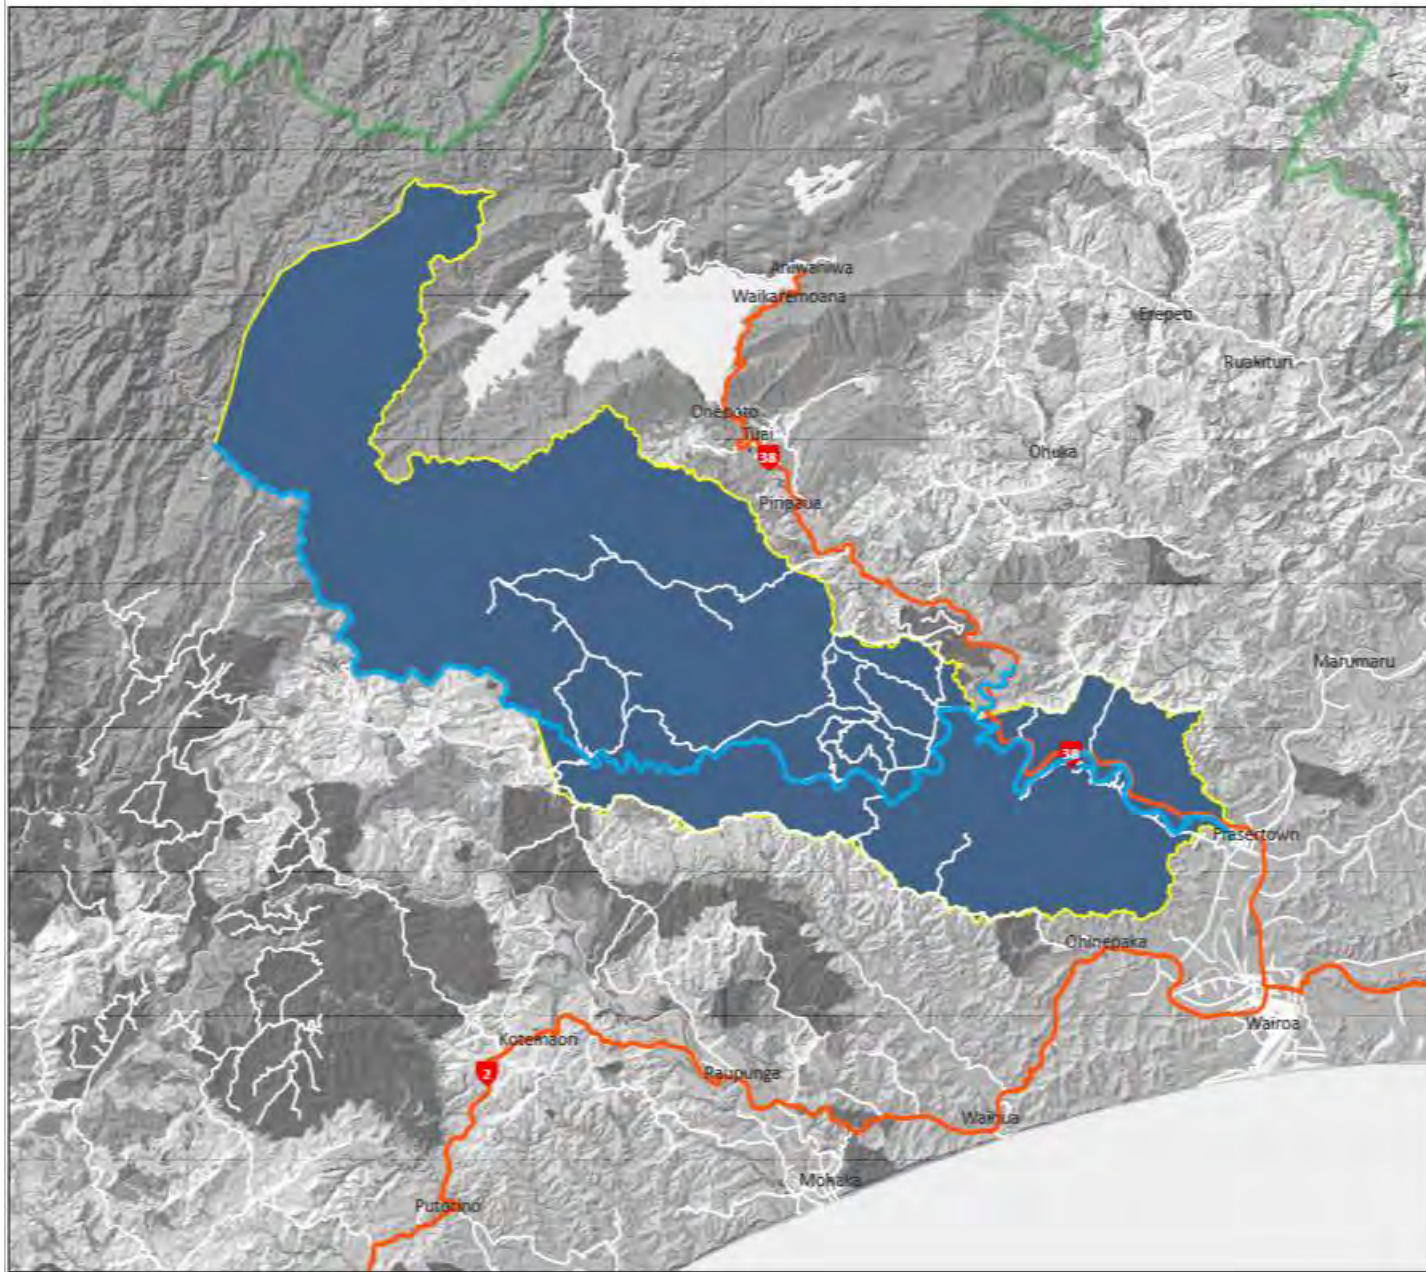 Aniwaniwa
Waikaremoana
Erepeti
Ruakituri
Onepoto
Tuai
38
Ohuka
Piripaua
Marumaru
38
Frasertown
Ohinepaka
Wairoa
Kotemaori
2
Raupunga
Waihua
Mohaka
Putorino